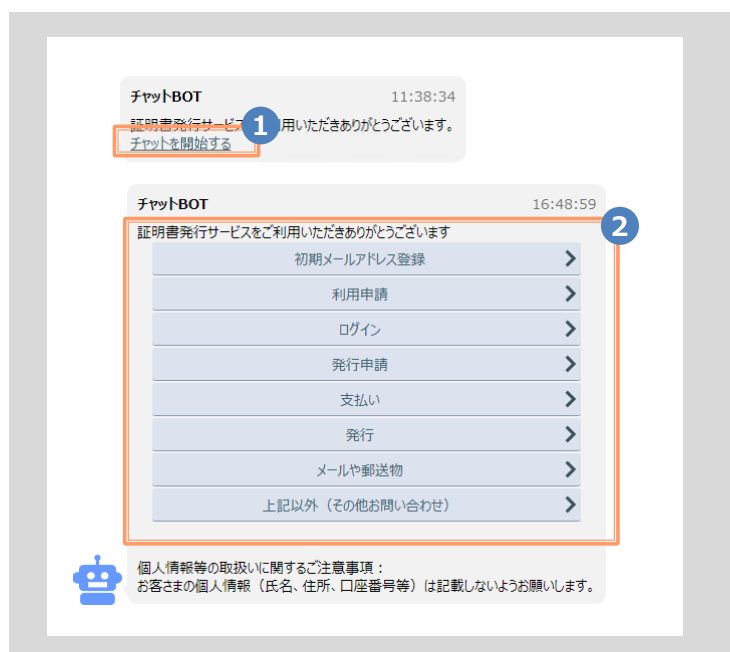 チャットBOT 11:38:34
証明書発行サービス 1 用いただきありがとうございます。
チャットを開始する
チャットBOT 16:48:59
2
証明書発行サービスをご利用いただきありがとうございます
初期メールアドレス登録
利用申請
ログイン
発行申請
支払い
発行
メールや郵送物
上記以外（その他お問い合わせ）
個人情報等の取扱いに関するご注意事項：
お客さまの個人情報（氏名、住所、口座番号等）は記載しないようお願いします。